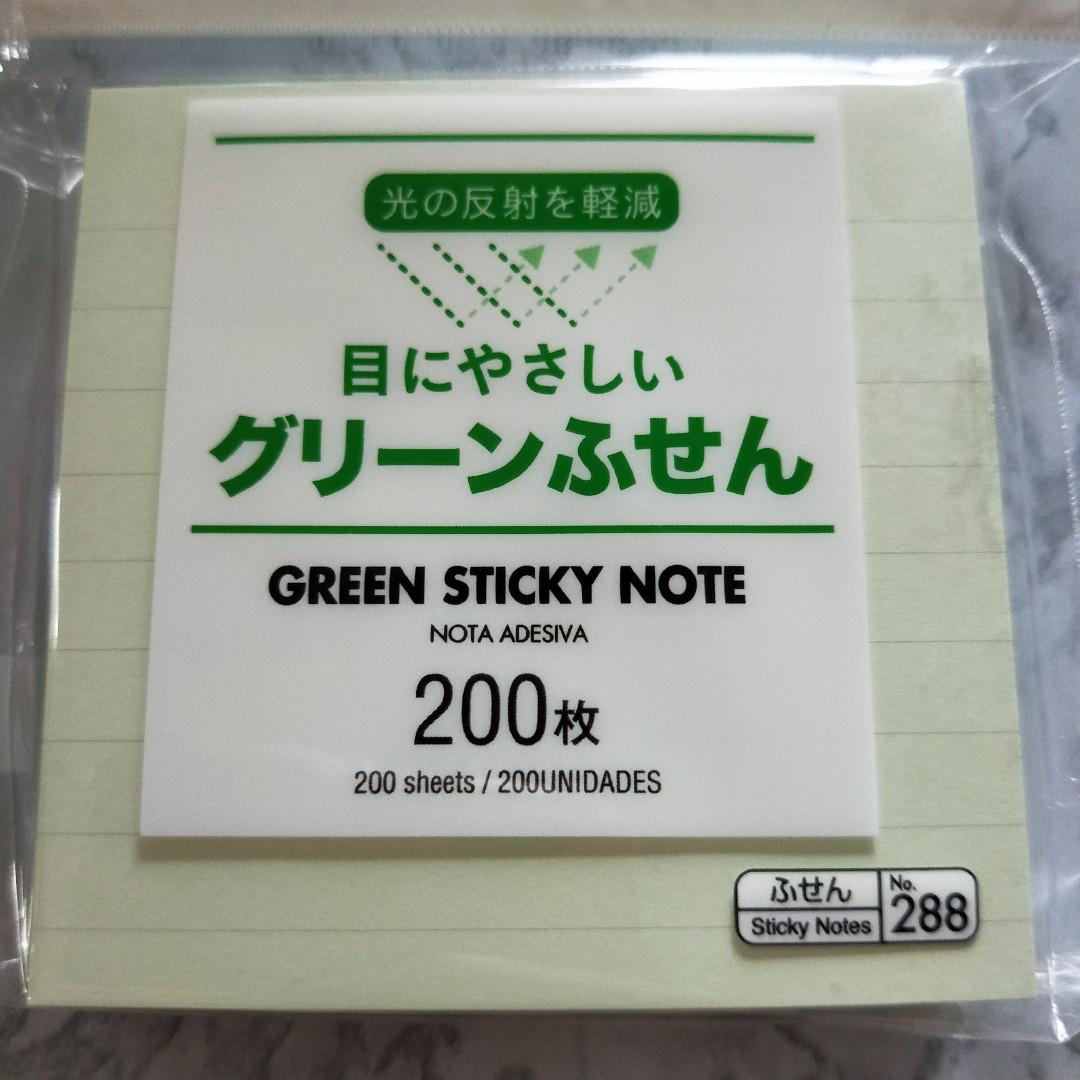 光の反射を軽減
目にやさしい
グリーンふせん
GREEN STICKY NOTE
NOTA ADESIVA
200枚
200 sheets / 200UNIDADES
ふせん
Sticky Notes
No.
288